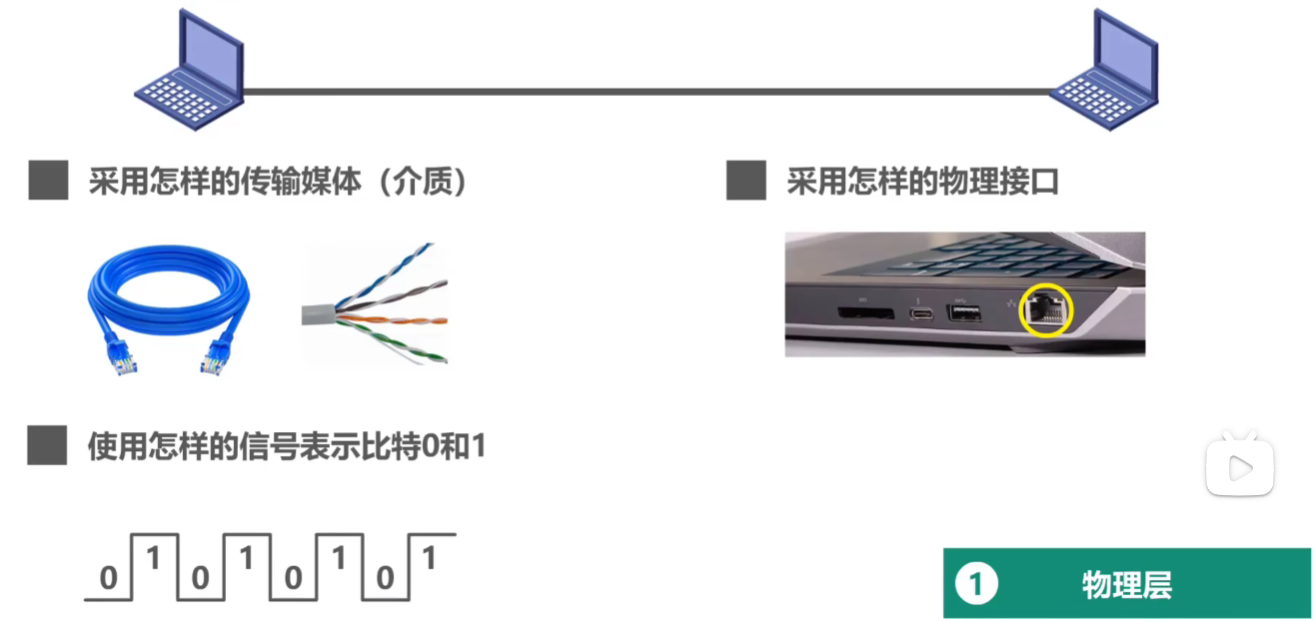 采用怎样的传输媒体（介质）
采用怎样的物理接口
使用怎样的信号表示比特0和1
0 1 0 1 0 1 0 1
1 物理层